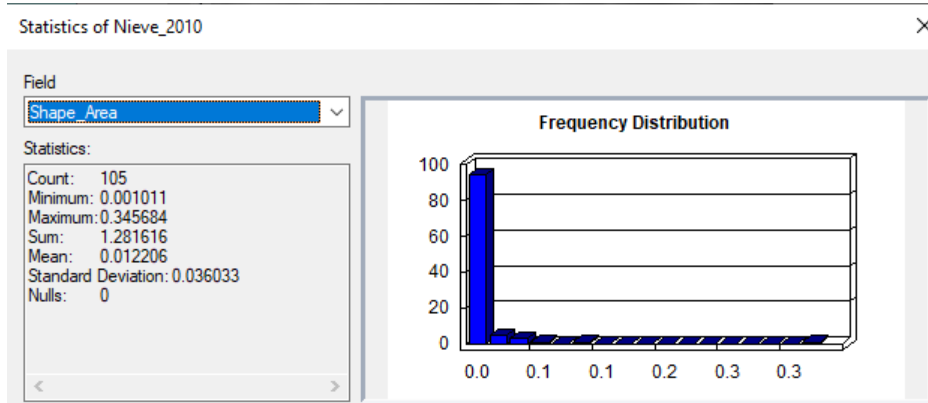 Statistics of Nieve_2010
Field
Shape_Area
Statistics:
Count: 105
Minimum: 0.001011
Maximum: 0.345684
Sum: 1.281616
Mean: 0.012206
Standard Deviation: 0.036033
Nulls: 0
Frequency Distribution
100
80
60
40
20
0
0.0 0.1 0.1 0.2 0.3 0.3